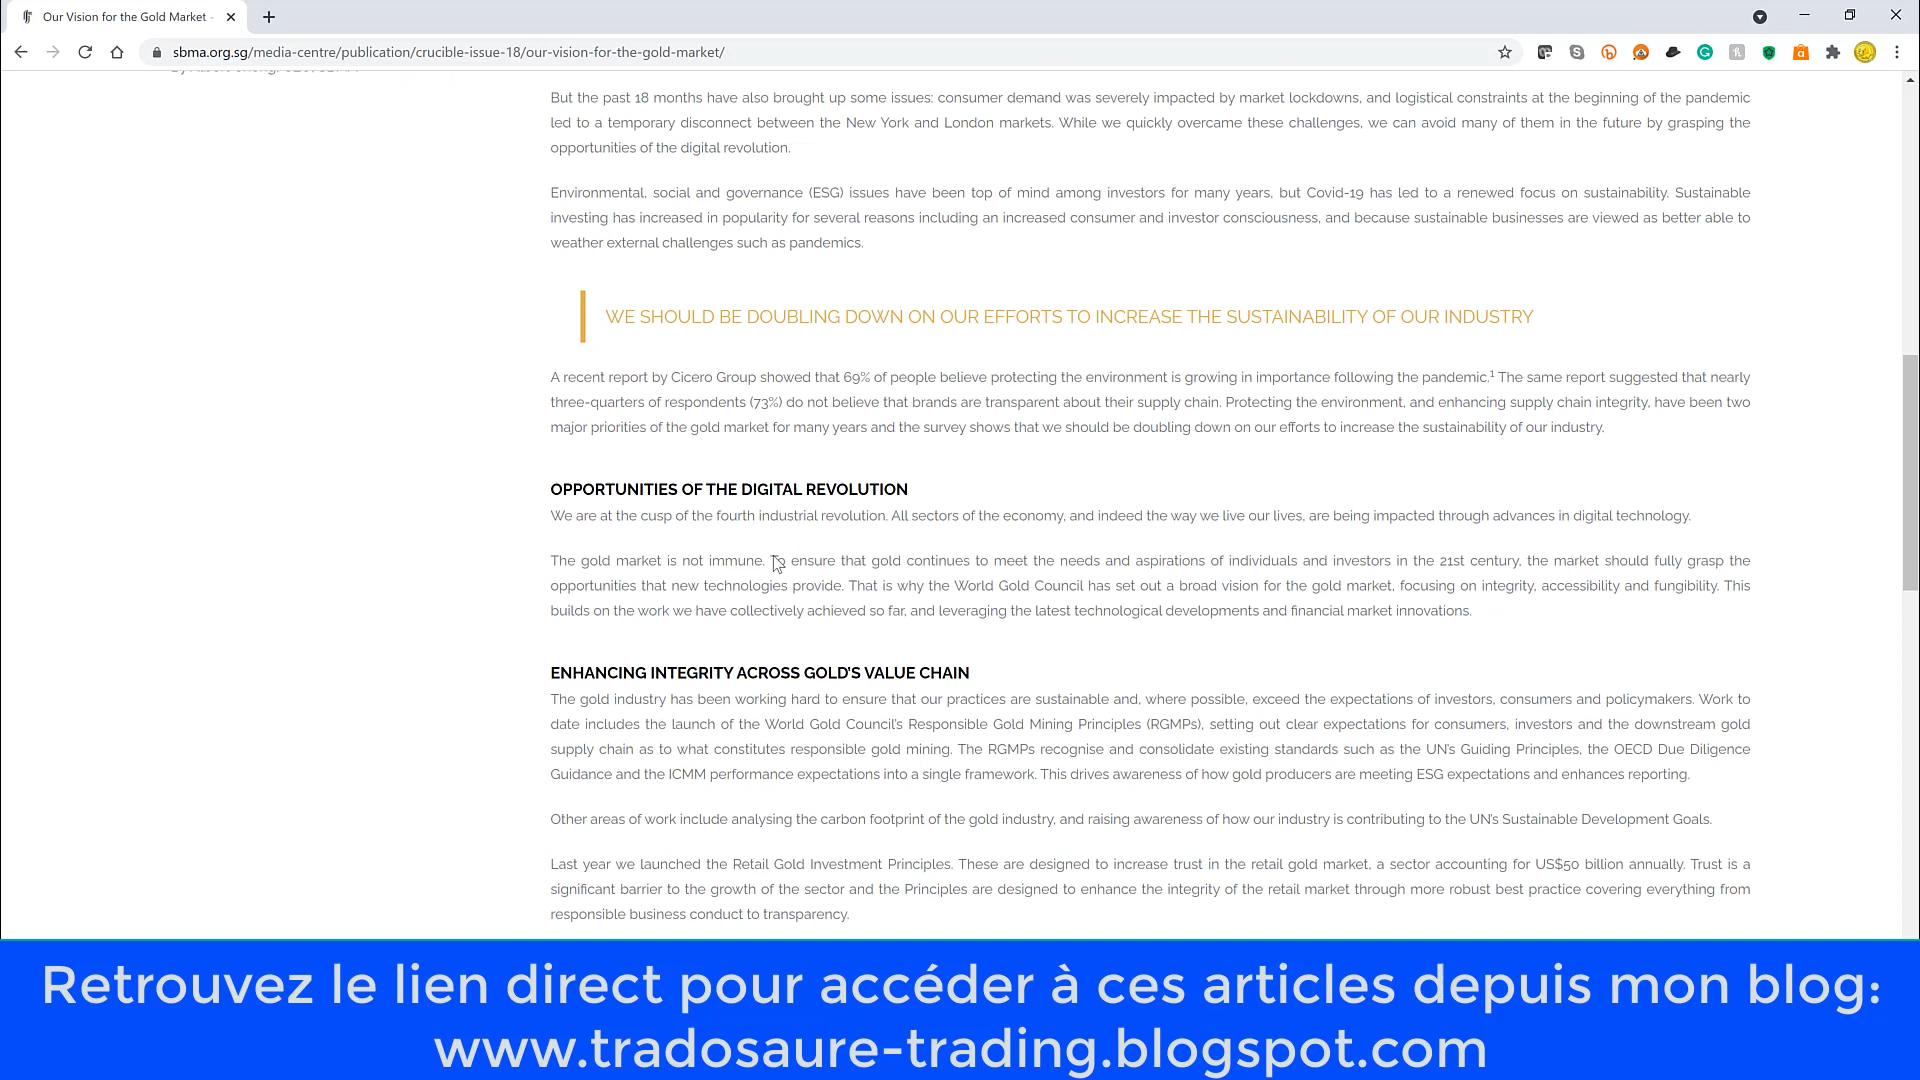 Our Vision for the Gold Market -
sbma.org.sg/media-centre/publication/crucible-issue-18/our-vision-for-the-gold-market/
But the past 18 months have also brought up some issues: consumer demand was severely impacted by market lockdowns, and logistical constraints at the beginning of the pandemic
led to a temporary disconnect between the New York and London markets. While we quickly overcame these challenges, we can avoid many of them in the future by grasping the
opportunities of the digital revolution.
Environmental, social and governance (ESG) issues have been top of mind among investors for many years, but Covid-19 has led to a renewed focus on sustainability. Sustainable
investing has increased in popularity for several reasons including an increased consumer and investor consciousness, and because sustainable businesses are viewed as better able to
weather external challenges such as pandemics.
WE SHOULD BE DOUBLING DOWN ON OUR EFFORTS TO INCREASE THE SUSTAINABILITY OF OUR INDUSTRY
A recent report by Cicero Group showed that 69% of people believe protecting the environment is growing in importance following the pandemic.¹ The same report suggested that nearly
three-quarters of respondents (73%) do not believe that brands are transparent about their supply chain. Protecting the environment, and enhancing supply chain integrity, have been two
major priorities of the gold market for many years and the survey shows that we should be doubling down on our efforts to increase the sustainability of our industry.
OPPORTUNITIES OF THE DIGITAL REVOLUTION
We are at the cusp of the fourth industrial revolution. All sectors of the economy, and indeed the way we live our lives, are being impacted through advances in digital technology.
The gold market is not immune. To ensure that gold continues to meet the needs and aspirations of individuals and investors in the 21st century, the market should fully grasp the
opportunities that new technologies provide. That is why the World Gold Council has set out a broad vision for the gold market, focusing on integrity, accessibility and fungibility. This
builds on the work we have collectively achieved so far, and leveraging the latest technological developments and financial market innovations.
ENHANCING INTEGRITY ACROSS GOLD'S VALUE CHAIN
The gold industry has been working hard to ensure that our practices are sustainable and, where possible, exceed the expectations of investors, consumers and policymakers. Work to
date includes the launch of the World Gold Council's Responsible Gold Mining Principles (RGMPs), setting out clear expectations for consumers, investors and the downstream gold
supply chain as to what constitutes responsible gold mining. The RGMPs recognise and consolidate existing standards such as the UN's Guiding Principles, the OECD Due Diligence
Guidance and the ICMM performance expectations into a single framework. This drives awareness of how gold producers are meeting ESG expectations and enhances reporting.
Other areas of work include analysing the carbon footprint of the gold industry, and raising awareness of how our industry is contributing to the UN's Sustainable Development Goals.
Last year we launched the Retail Gold Investment Principles. These are designed to increase trust in the retail gold market, a sector accounting for US$50 billion annually. Trust is a
significant barrier to the growth of the sector and the Principles are designed to enhance the integrity of the retail market through more robust best practice covering everything from
responsible business conduct to transparency.
Retrouvez le lien direct pour accéder à ces articles depuis mon blog:
www.tradosaure-trading.blogspot.com